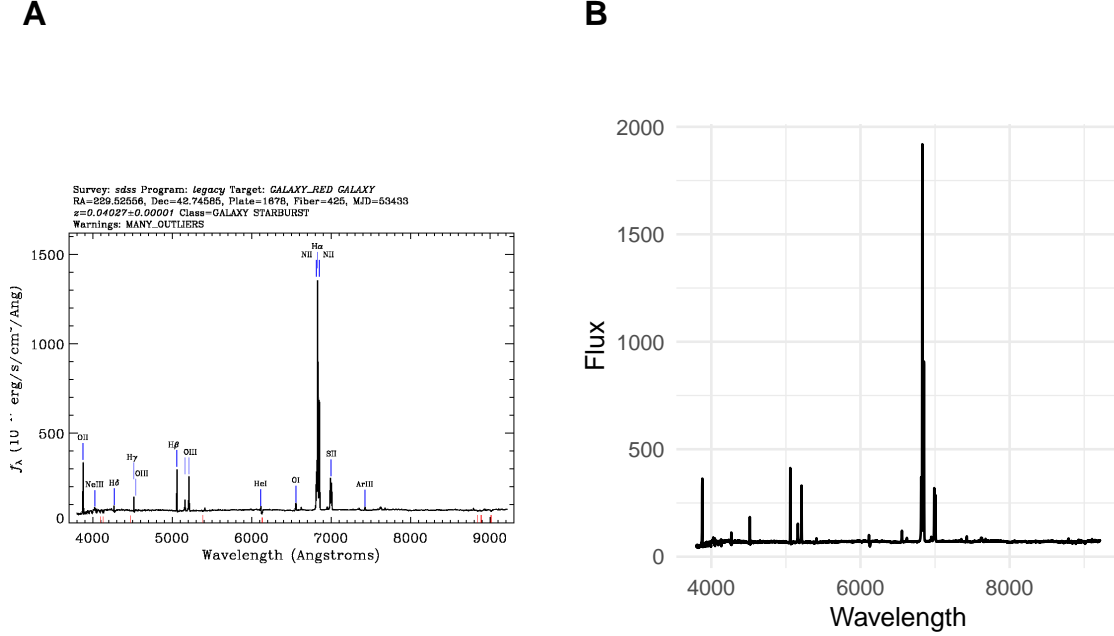 A
B
Survey: sdss Program: legacy Target: GALAXY_RED GALAXY
RA=229.52556, Dec=42.74585, Plate=1678, Fiber=425, MJD=53433
z=0.04027±0.00001 Class=GALAXY STARBURST
Warnings: MANY_OUTLIERS
1500
1000
500
0
erg/s/cm
/Ang)
Hα
NII NII
OII
NeIII
Hδ
Hγ
OIII
Hβ
OIII
HeI
OI
SII
ArIII
4000 5000 6000 7000 8000 9000
Wavelength (Angstroms)
2000
1500
1000
500
0
Flux
4000 6000 8000
Wavelength